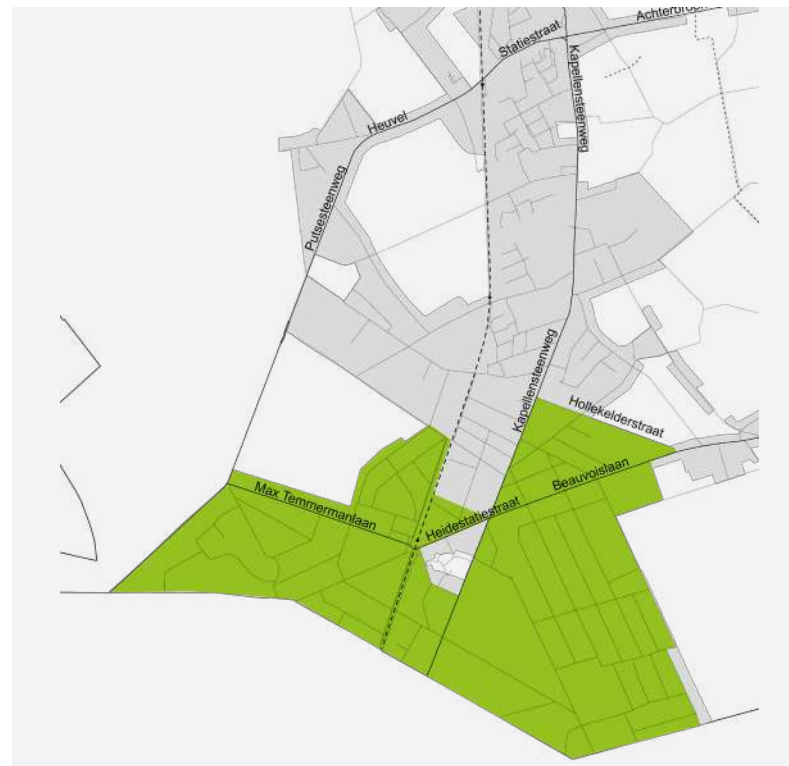 Achterbroek
Statiestraat
Kapellensteenweg
Heuvel
Putsesteenweg
Kapellensteenweg
Hollekelderstraat
Beauvoislaan
Max Temmermanlaan
Heidestatiestraat